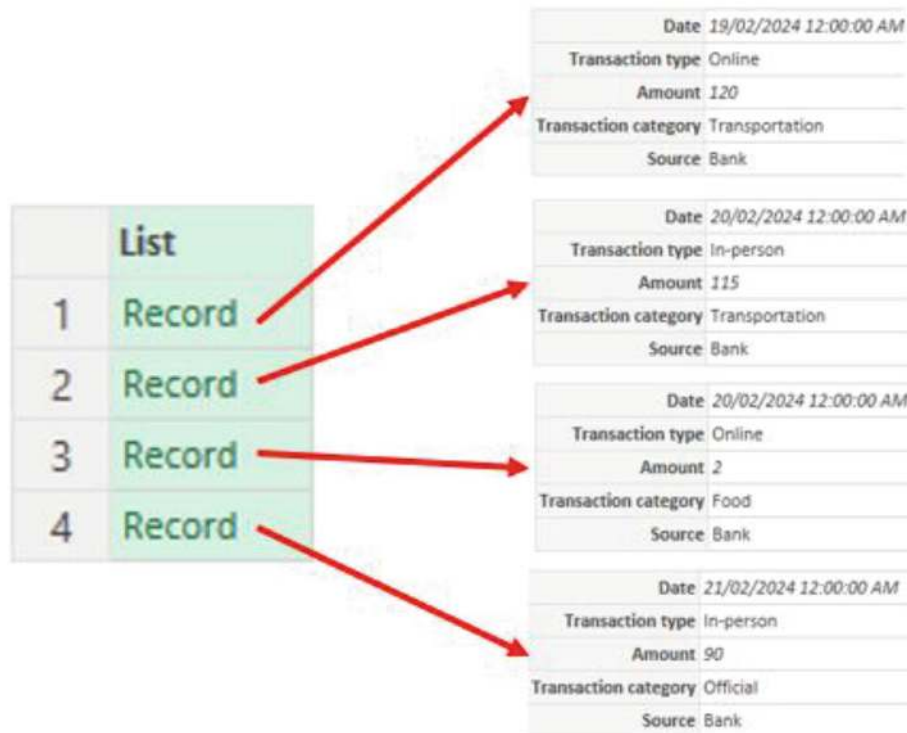 List
1 Record
2 Record
3 Record
4 Record
Date 19/02/2024 12:00:00 AM
Transaction type Online
Amount 120
Transaction category Transportation
Source Bank
Date 20/02/2024 12:00:00 AM
Transaction type In-person
Amount 115
Transaction category Transportation
Source Bank
Date 20/02/2024 12:00:00 AM
Transaction type Online
Amount 2
Transaction category Food
Source Bank
Date 21/02/2024 12:00:00 AM
Transaction type In-person
Amount 90
Transaction category Official
Source Bank